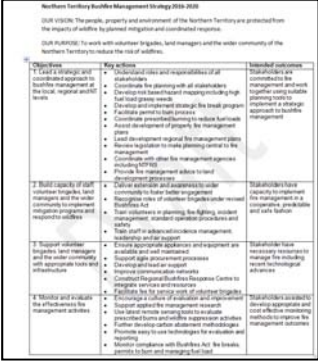 Northern Territory Bushfire Management Strategy 2016-2020
OUR VISION: The people, property and environment of the Northern Territory are protected from
the impacts of wildfire by planned mitigation and coordinated response.
OUR PURPOSE: To work with volunteer brigades, land managers and the wider community of the
Northern Territory to reduce the risk of wildfires.
Objectives Key actions Intended outcomes
1. Lead a strategic and
coordinated approach to
bushfire management at
the local, regional and NT
levels
• Understand roles and responsibilities of all
stakeholders
• Coordinate fire planning with all stakeholders
• Develop risk based hazard mapping including high
fuel load grassy weeds
• Develop and implement strategic fire break program
• Facilitate permit to burn process
• Coordinate prescribed burning to reduce fuel loads
• Assist development of property fire management
plans
• Lead development regional fire management plans
• Review legislation to make planning central to fire
management
• Coordinate with other fire management agencies
including NTFRS
• Provide fire management advice to land
development processes
Stakeholders are
committed to fire
management and work
together using suitable
planning tools to
implement a strategic
approach to bushfire
management
2. Build capacity of staff,
volunteer brigades, land
managers and the wider
community to implement
mitigation programs and
respond to wildfires
• Deliver extension and awareness to wider
community to foster better engagement
• Recognise roles of volunteer brigades under revised
Bushfires Act
• Train volunteers in planning, fire fighting, incident
management, standard operation procedures and
safety
• Train staff in advanced incidence management,
leadership and air support
Stakeholders have
capacity to implement
fire management in a
cooperative, predictable
and safe fashion
3. Support volunteer
brigades, land managers
and the wider community
with appropriate tools and
infrastructure
• Ensure appropriate appliances and equipment are
available and well maintained
• Support agile procurement processes
• Develop and lead air support
• Improve communication networks
• Construct Regional Bushfires Response Centre to
integrate services and resources
• Facilitate fee for service work of volunteer brigades
Stakeholders have
necessary resources to
manage fire including
recent technological
advances
4. Monitor and evaluate
the effectiveness fire
management activities
• Encourage a culture of evaluation and improvement
• Support applied fire management research
• Use latest remote sensing tools to evaluate
prescribed burns and wildfire suppression activities
• Further develop carbon abatement methodologies
• Promote easy to use technologies for evaluation and
reporting
• Monitor compliance with Bushfires Act fire breaks,
permits to burn and managing fuel load
Stakeholders assisted to
develop appropriate and
cost effective monitoring
methods to improve fire
management outcomes